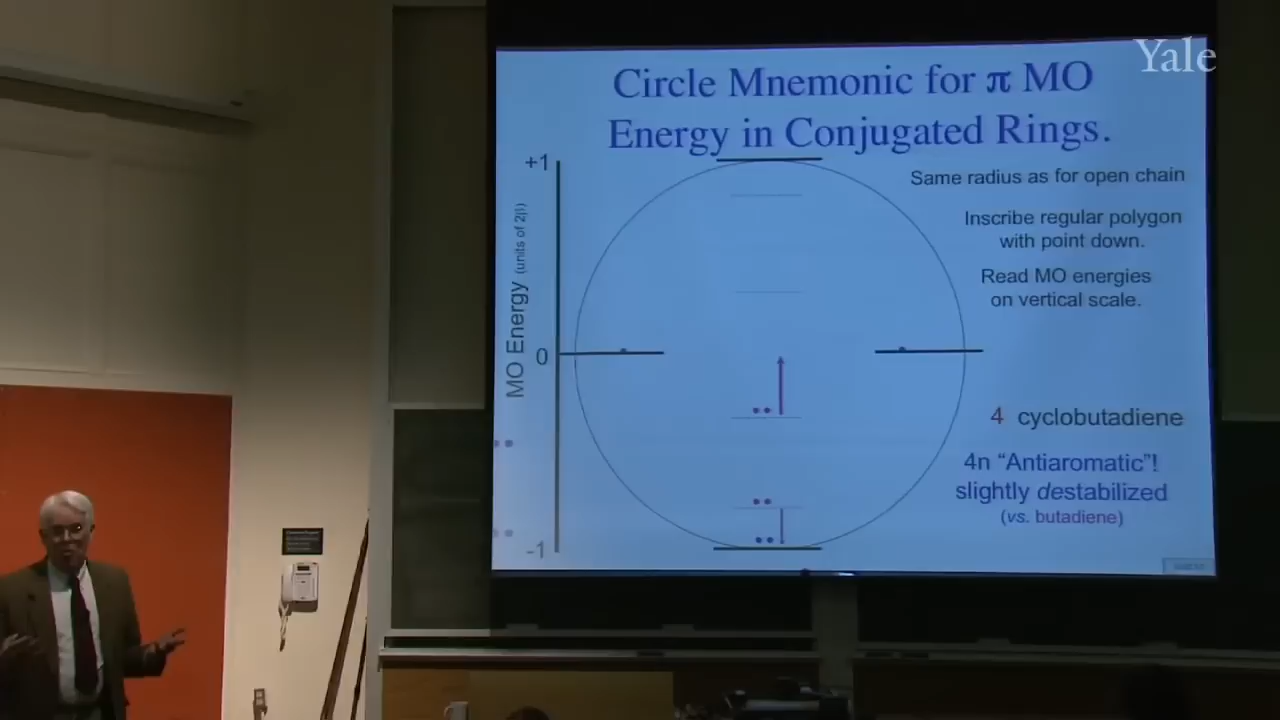 Yale
Circle Mnemonic for π MO
Energy in Conjugated Rings.
+1
Same radius as for open chain
Inscribe regular polygon
with point down.
Read MO energies
on vertical scale.
MO Energy (units of 2β)
0
4 cyclobutadiene
4n “Antiaromatic”!
slightly destabilized
(vs. butadiene)
-1